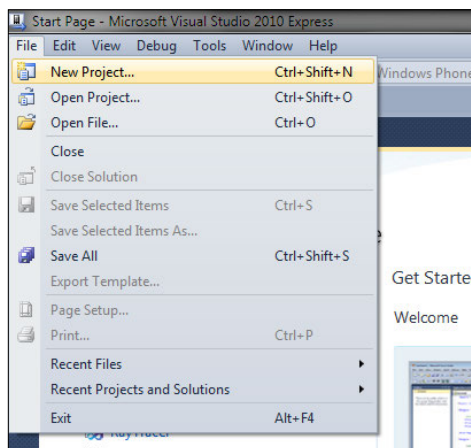 Start Page - Microsoft Visual Studio 2010 Express
File Edit View Debug Tools Window Help
New Project... Ctrl+Shift+N
Windows Phone
Open Project... Ctrl+Shift+O
Open File... Ctrl+O
Close
Close Solution
Save Selected Items Ctrl+S
Save Selected Items As...
Save All Ctrl+Shift+S
Export Template...
Get Starte
Page Setup...
Welcome
Print... Ctrl+P
Recent Files
Recent Projects and Solutions
Exit Alt+F4